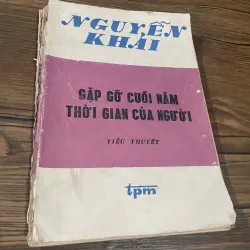 NGUYỄN
KHẢI
GẶP GỠ CUỐI NĂM
THỜI GIAN CỦA NGƯỜI
TIỂU THUYẾT
tpm